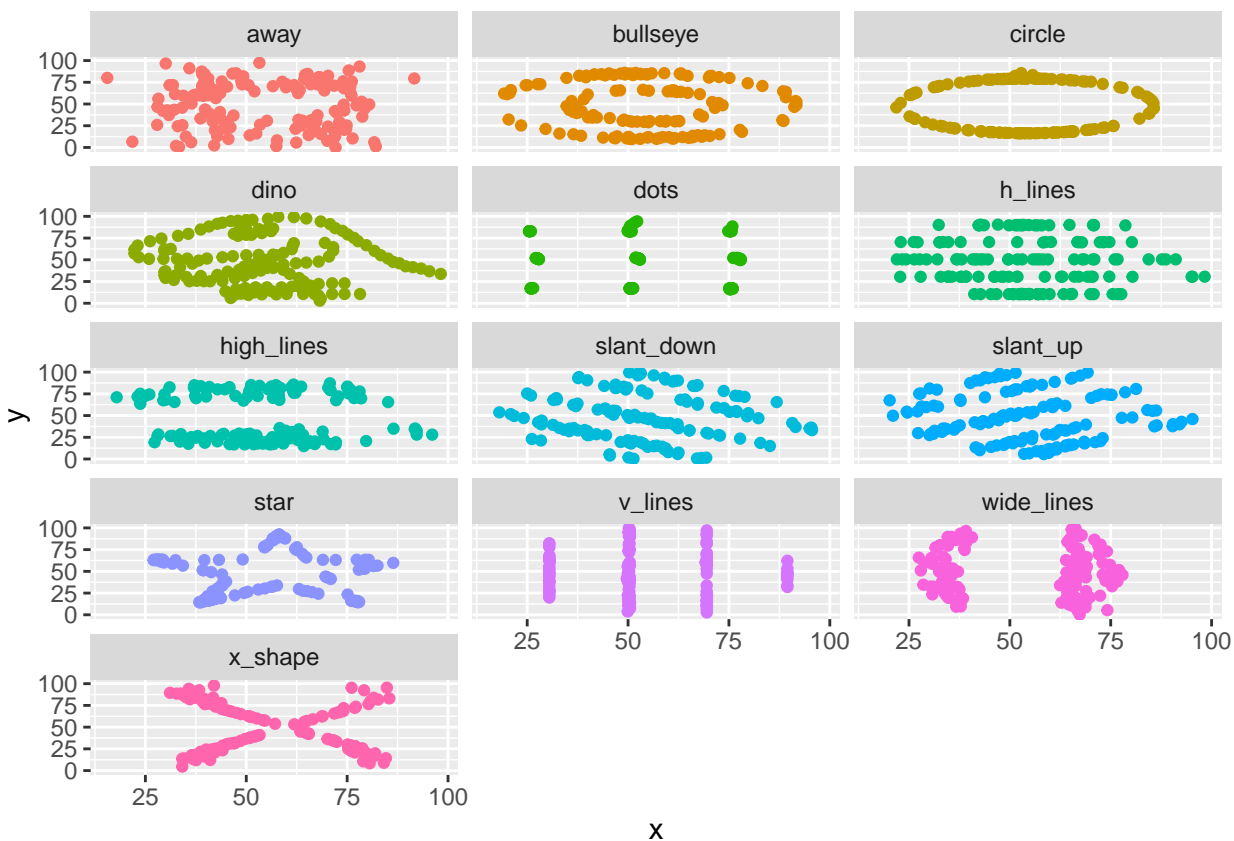 away bullseye circle
100
75
50
25
0
dino dots h_lines
100
75
50
25
0
high_lines slant_down slant_up
100
75
50
25
0
y
star v_lines wide_lines
100
75
50
25
0
25 50 75 100 25 50 75 100
x_shape
100
75
50
25
0
25 50 75 100
x